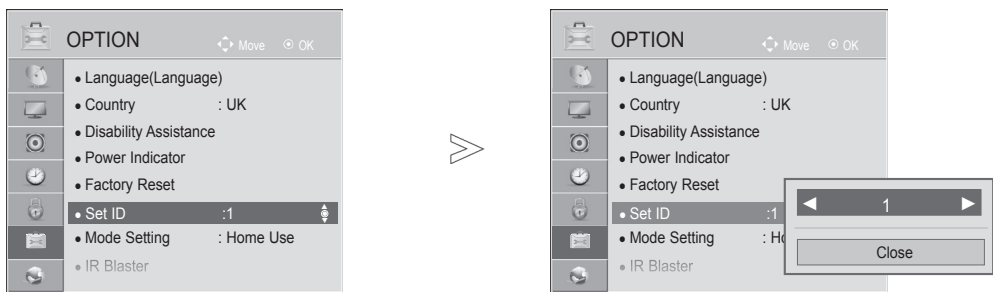 OPTION Move OK
• Language(Language)
• Country : UK
• Disability Assistance
• Power Indicator
• Factory Reset
• Set ID :1
• Mode Setting : Home Use
• IR Blaster
OPTION Move OK
• Language(Language)
• Country : UK
• Disability Assistance
• Power Indicator
• Factory Reset
• Set ID :1
• Mode Setting : Ho
• IR Blaster
◀ 1 ▶
Close